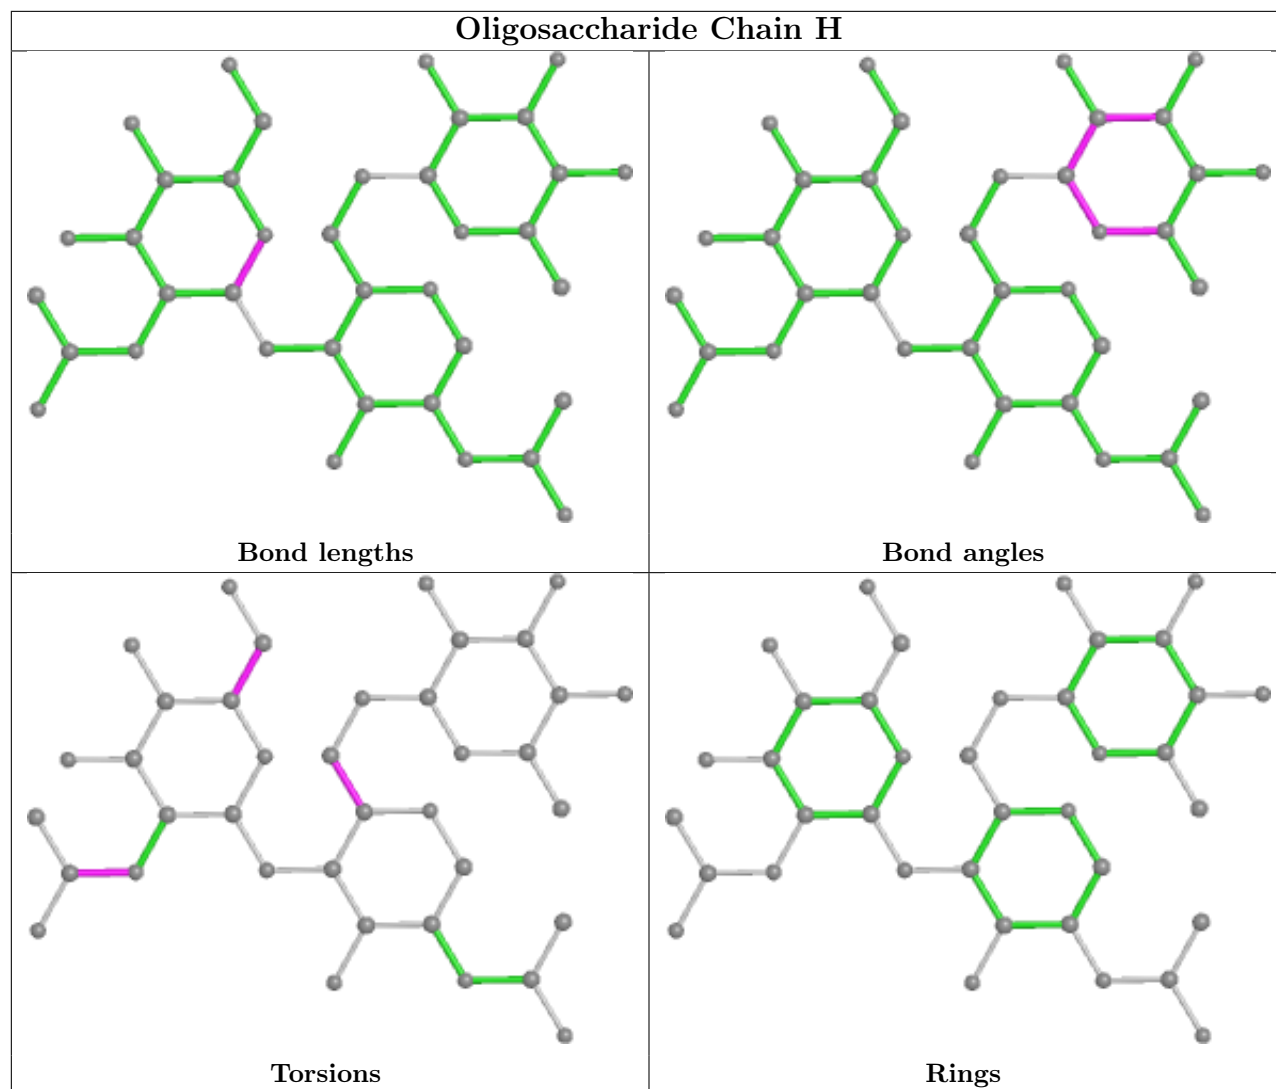 Oligosaccharide Chain H
Bond lengths
Bond angles
Torsions
Rings